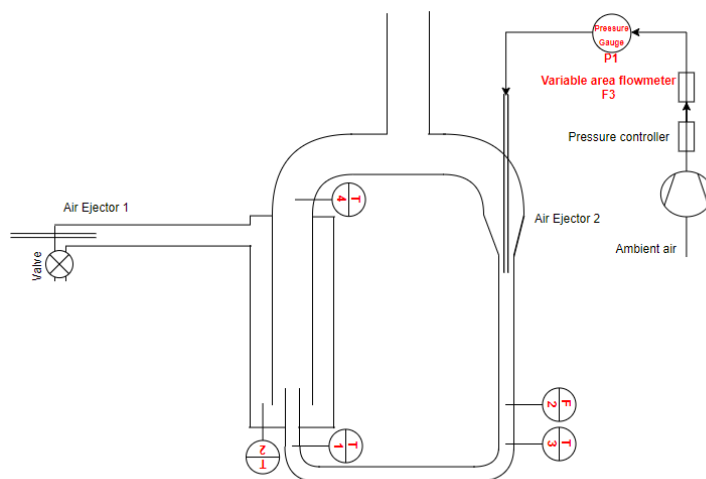 Pressure
Gauge
P1
Variable area flowmeter
F3
Pressure controller
T
4
Air Ejector 1
Air Ejector 2
Ambient air
Valve
F
2
T
1
T
3
T
2